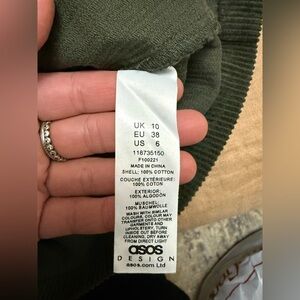 UK 10
EU 38
US 6
118735150
F100221
MADE IN CHINA
SHELL: 100% COTTON
COUCHE EXTÉRIEURE:
100% COTON
EXTERIOR:
100% ALGODÓN
MUSCHEL:
100% BAUMWOLLE
WASH WITH SIMILAR
COLOURS, COLOUR MAY
TRANSFER ONTO OTHER
GARMENTS AND
UPHOLSTERY, TURN
INSIDE OUT BEFORE
CLEANING, DRY AWAY
FROM DIRECT LIGHT
asos
DESIGN
asos.com Ltd